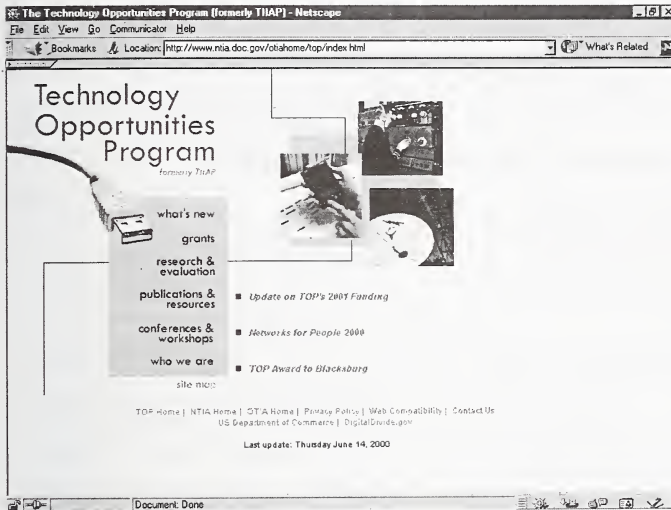 The Technology Opportunities Program (formerly TIIAP) - Netscape
File Edit View Go Communicator Help
Bookmarks Location: http://www.ntia.doc.gov/otiahome/top/index html What's Related
Technology
Opportunities
Program
formerly TIIAP
what's new
grants
research &
evaluation
publications &
resources
Update on TOP's 2001 Funding
conferences &
workshops
Networks for People 2000
who we are
TOP Award to Blacksburg
site map
TOP Home | NTIA Home | OTIA Home | Privacy Policy | Web Compatibility | Contact Us
US Department of Commerce | DigitalDivide.gov
Last update: Thursday June 14, 2000
Document: Done